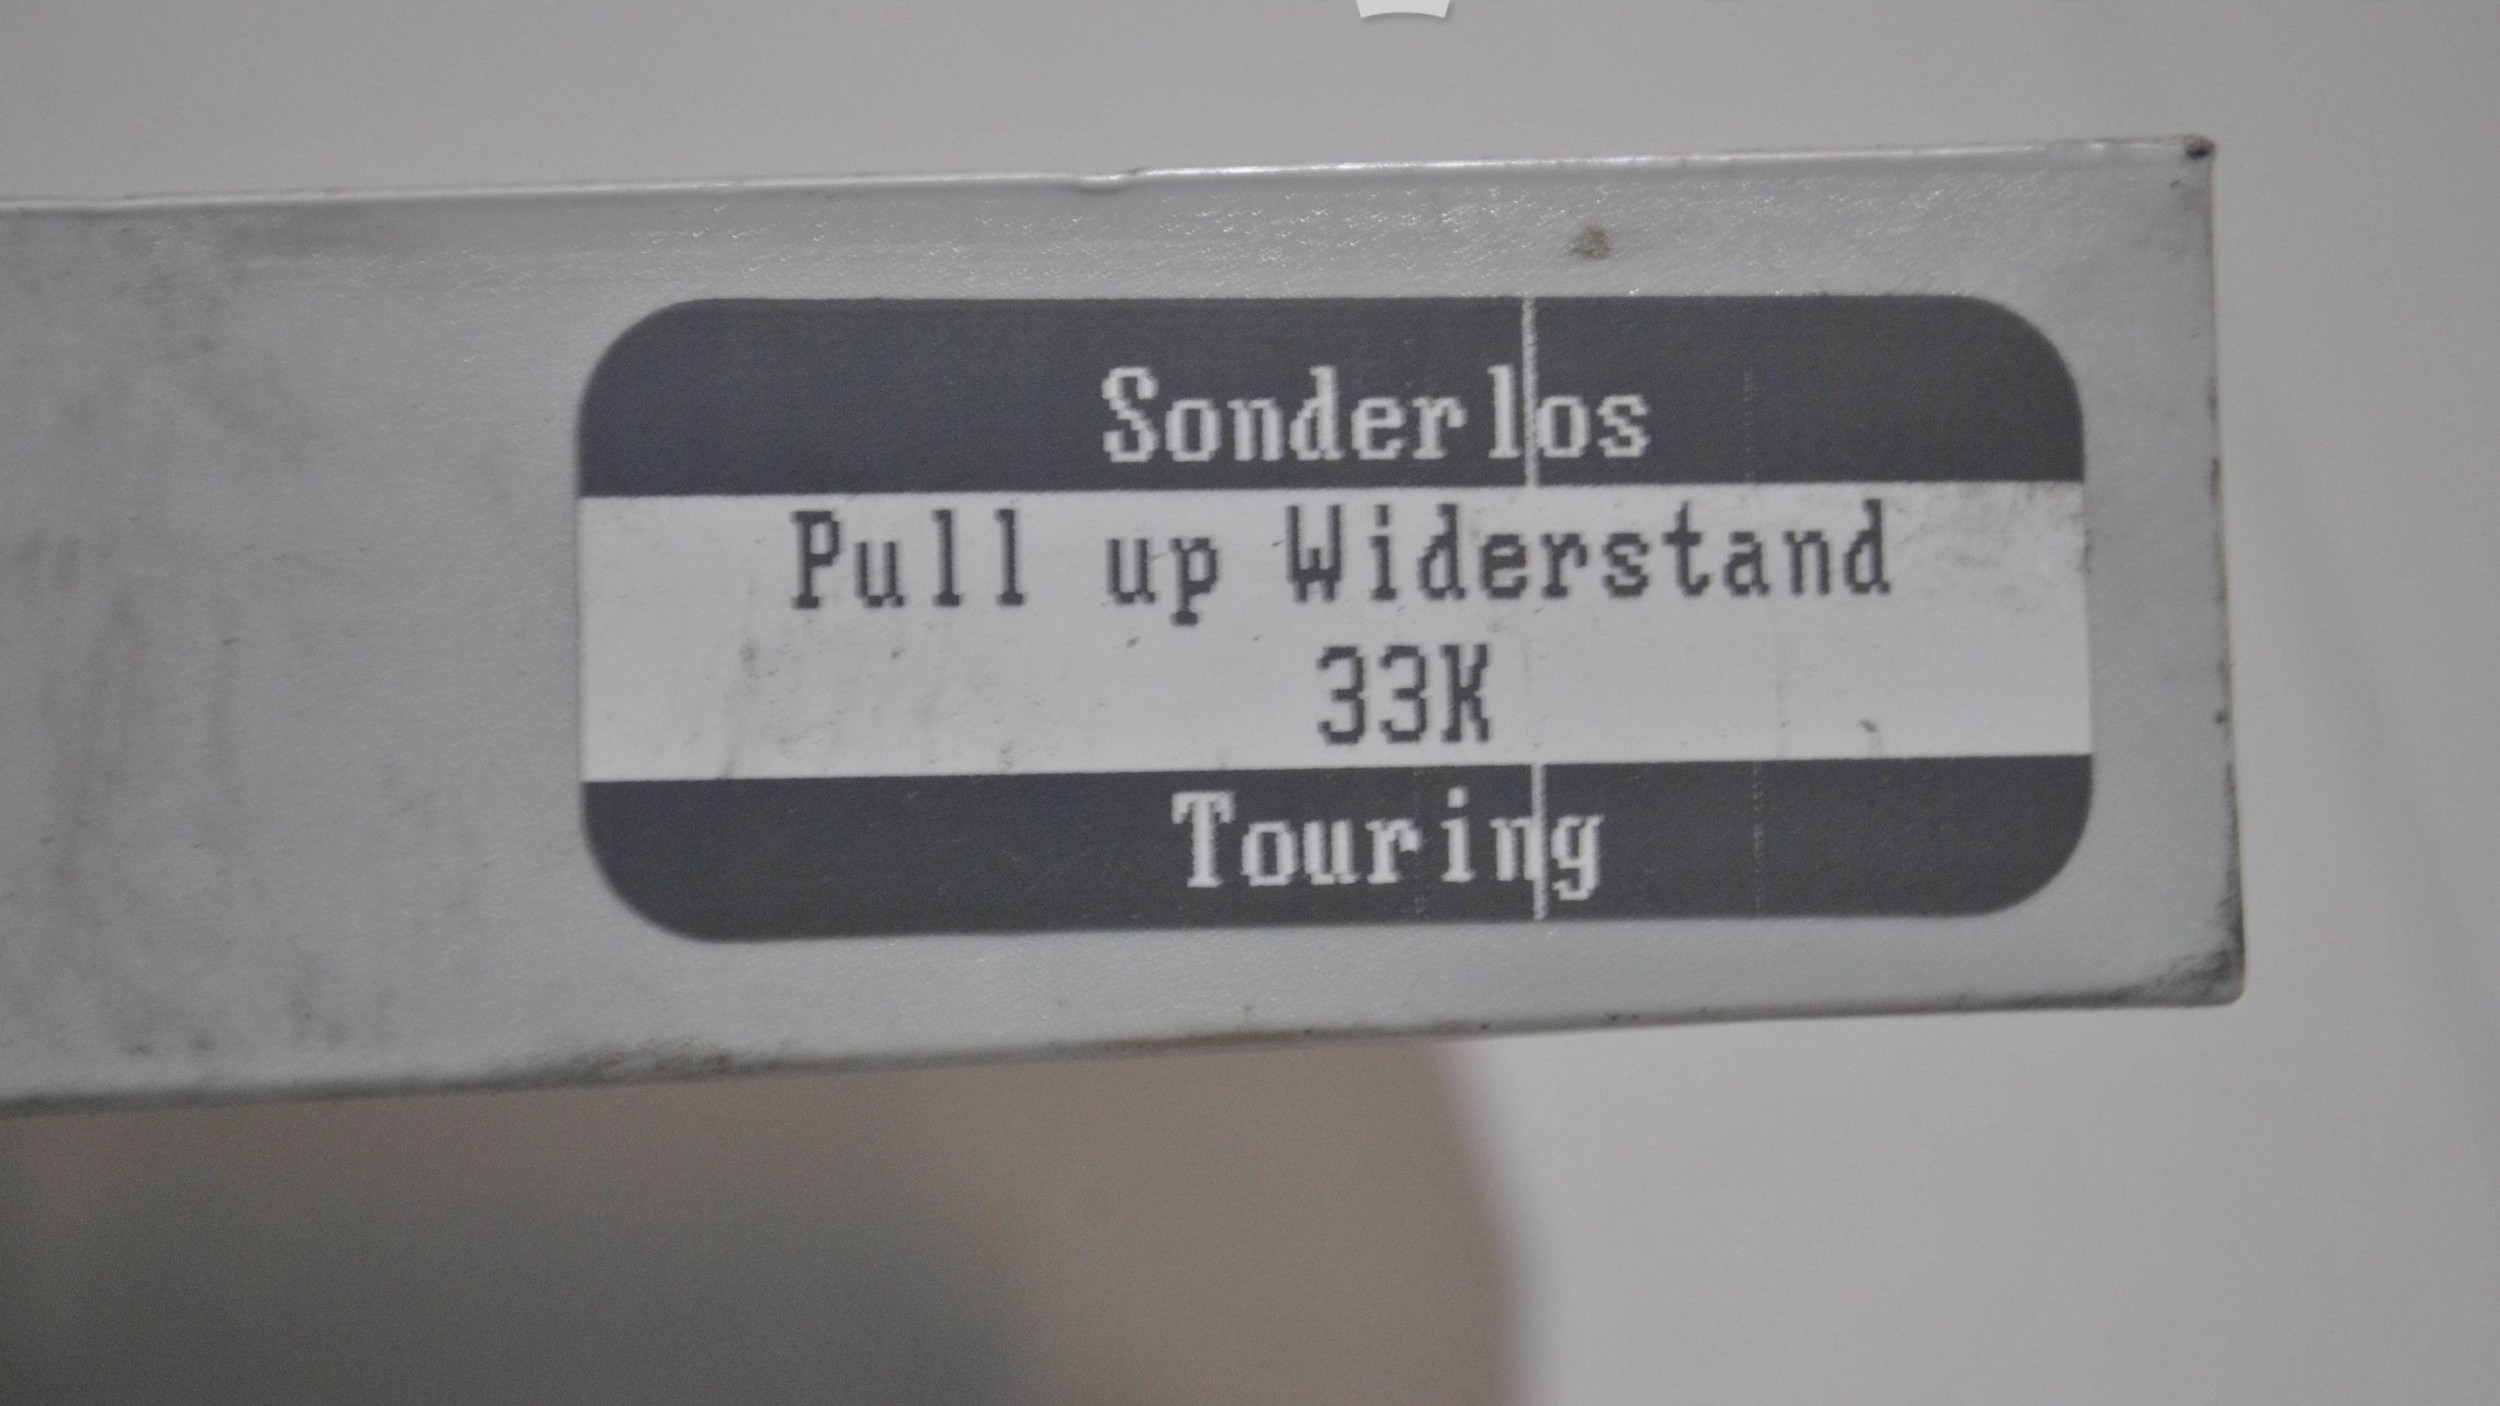 Sonderlos
Pull up Widerstand
33K
Touring